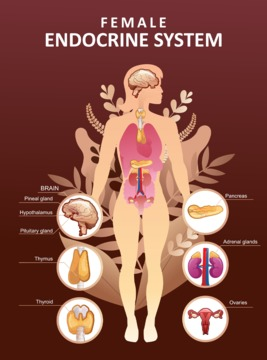 FEMALE
ENDOCRINE SYSTEM
BRAIN
Pineal gland
Hypothalamus
Pituitary gland
Thymus
Thyroid
Pancreas
Adrenal glands
Ovaries